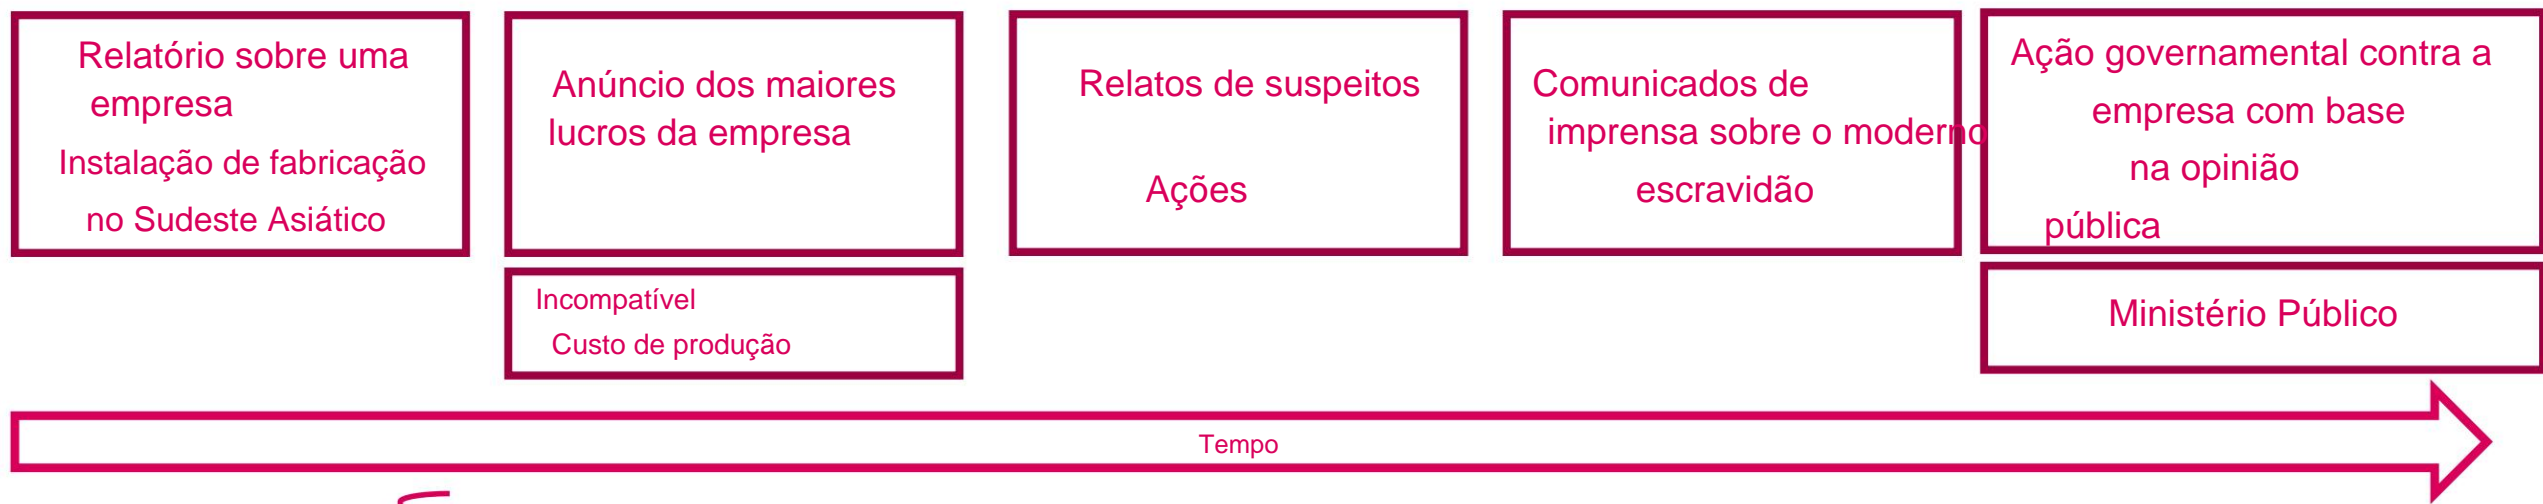 Relatório sobre uma
empresa
Instalação de fabricação
no Sudeste Asiático
Anúncio dos maiores
lucros da empresa
Incompatível
Custo de produção
Relatos de suspeitos
Ações
Comunicados de
imprensa sobre o moderno
escravidão
Ação governamental contra a
empresa com base
na opinião
pública
Ministério Público
Tempo